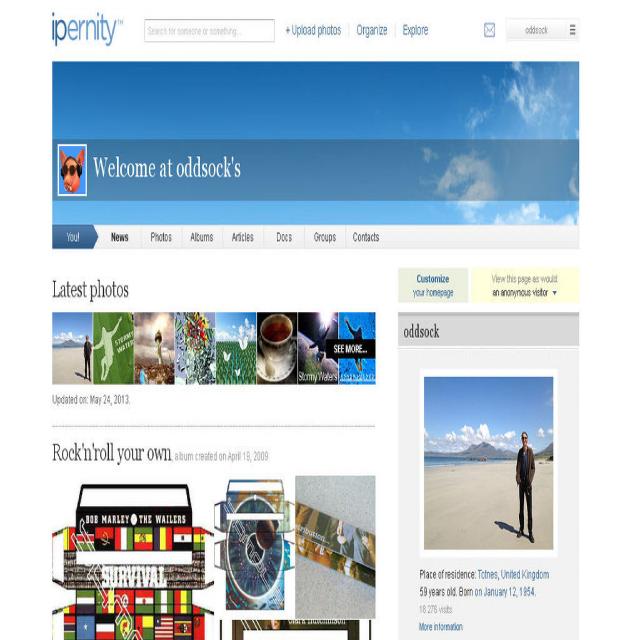 ipernity™
Search for someone or something...
+ Upload photos
Organize
Explore
oddsock
Welcome at oddsock's
You!
News
Photos
Albums
Articles
Docs
Groups
Contacts
Customize
your homepage
View this page as would
an anonymous visitor
Latest photos
oddsock
STORMY
WATER
SEE MORE...
Stormy Waters
Updated on: May 24, 2013.
Rock'n'roll your own, album created on April 19, 2009
BOB MARLEY THE WAILERS
SURVIVAL
Place of residence: Totnes, United Kingdom
59 years old. Born on January 12, 1954.
18 276 visits
More information